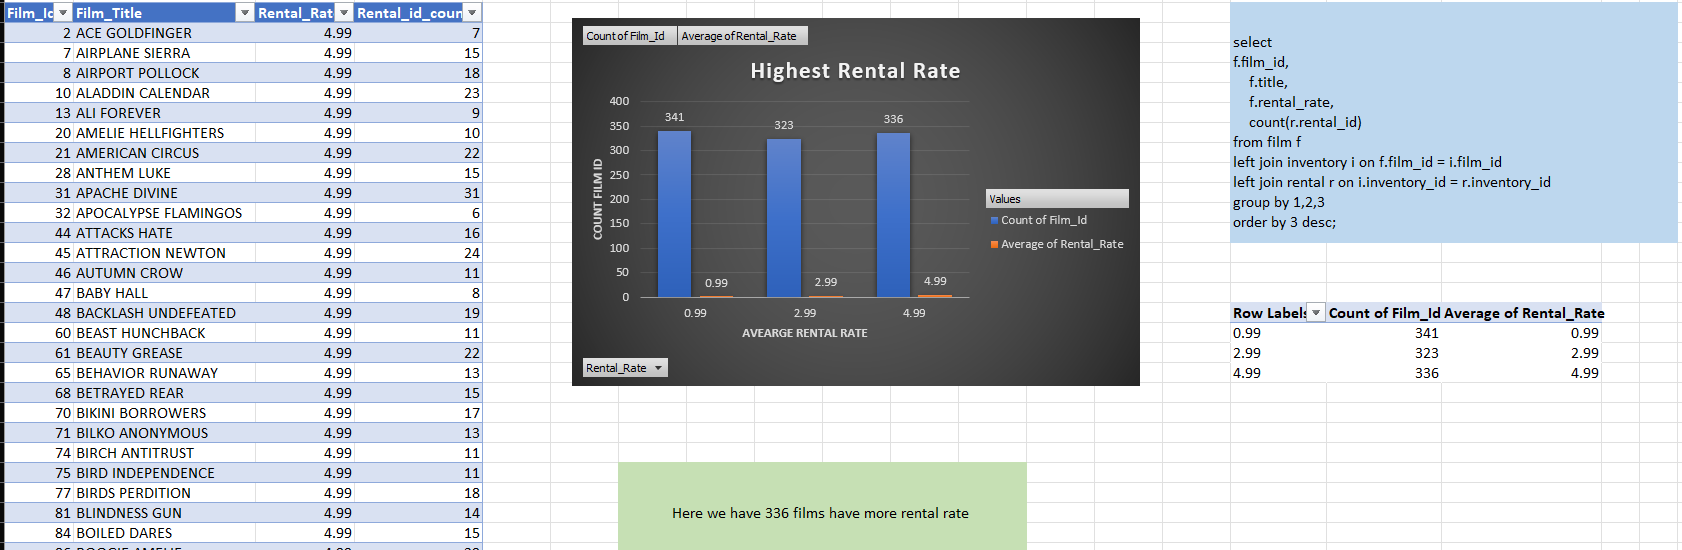 Film_Ic Film_Title Rental_Rat Rental_id_coun
2 ACE GOLDFINGER 4.99 7
7 AIRPLANE SIERRA 4.99 15
8 AIRPORT POLLOCK 4.99 18
10 ALADDIN CALENDAR 4.99 23
13 ALI FOREVER 4.99 9
20 AMELIE HELLFIGHTERS 4.99 10
21 AMERICAN CIRCUS 4.99 22
28 ANTHEM LUKE 4.99 15
31 APACHE DIVINE 4.99 31
32 APOCALYPSE FLAMINGOS 4.99 6
44 ATTACKS HATE 4.99 16
45 ATTRACTION NEWTON 4.99 24
46 AUTUMN CROW 4.99 11
47 BABY HALL 4.99 8
48 BACKLASH UNDEFEATED 4.99 19
60 BEAST HUNCHBACK 4.99 11
61 BEAUTY GREASE 4.99 22
65 BEHAVIOR RUNAWAY 4.99 13
68 BETRAYED REAR 4.99 15
70 BIKINI BORROWERS 4.99 17
71 BILKO ANONYMOUS 4.99 13
74 BIRCH ANTITRUST 4.99 11
75 BIRD INDEPENDENCE 4.99 11
77 BIRDS PERDITION 4.99 18
81 BLINDNESS GUN 4.99 14
84 BOILED DARES 4.99 15
Count of Film_Id Average of Rental_Rate
Highest Rental Rate
COUNT FILM ID
400
350
300
250
200
150
100
50
0
341 323 336
0.99 2.99 4.99
0.99 2.99 4.99
AVEARGE RENTAL RATE
Values
Count of Film_Id
Average of Rental_Rate
Rental_Rate
Here we have 336 films have more rental rate
select
f.film_id,
f.title,
f.rental_rate,
count(r.rental_id)
from film f
left join inventory i on f.film_id = i.film_id
left join rental r on i.inventory_id = r.inventory_id
group by 1,2,3
order by 3 desc;
Row Labels Count of Film_Id Average of Rental_Rate
0.99 341 0.99
2.99 323 2.99
4.99 336 4.99